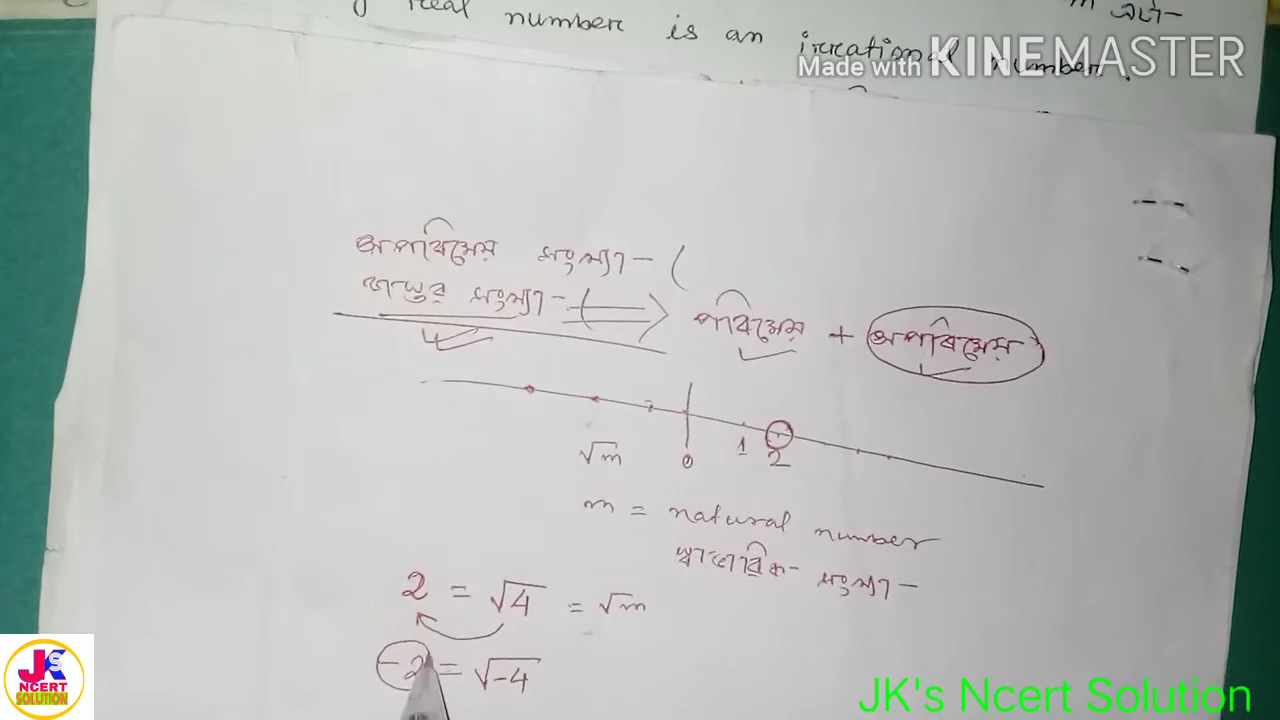 real number is an irrational number.
Made with KINEMASTER
অপৰিমেয় সংখ্যা- (
সংখ্যা- ( ⟹ পৰিমেয় + অপৰিমেয়
√m 0 1 2
m = natural number
স্বাভাৱিক সংখ্যা-
2 = √4 = √m
-2 = √-4
JK
NCERT
SOLUTION
JK's Ncert Solution